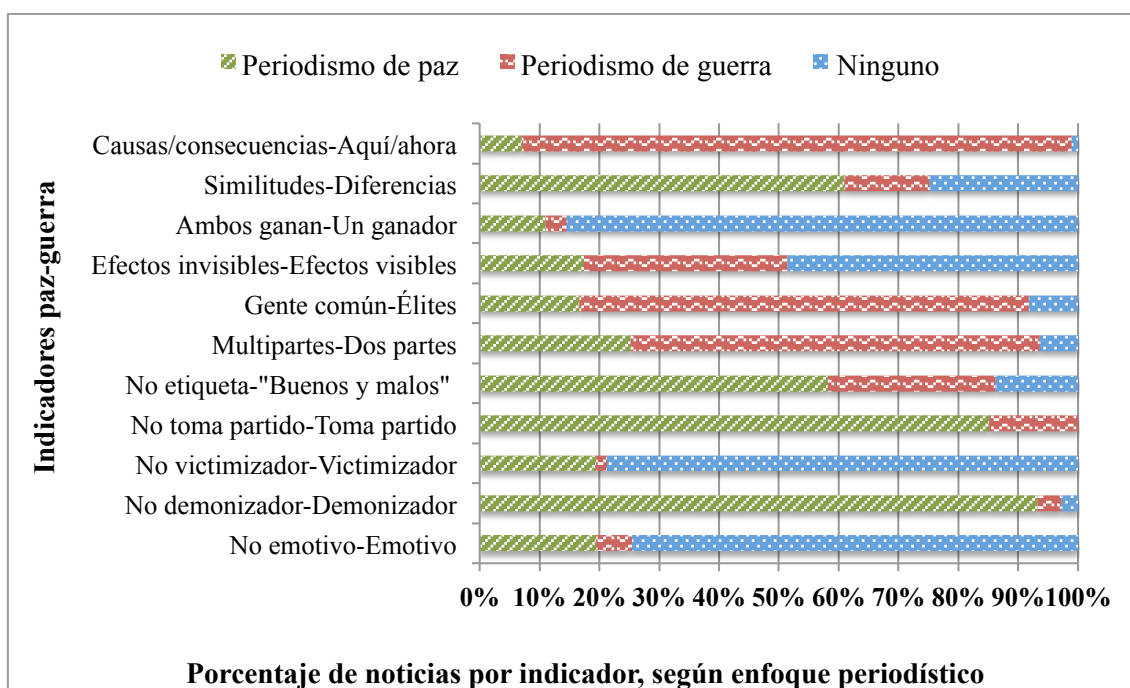 Periodismo de paz Periodismo de guerra Ninguno
Causas/consecuencias-Aquí/ahora
Similitudes-Diferencias
Ambos ganan-Un ganador
Efectos invisibles-Efectos visibles
Gente común-Élites
Multipartes-Dos partes
No etiqueta-"Buenos y malos"
No toma partido-Toma partido
No victimizador-Victimizador
No demonizador-Demonizador
No emotivo-Emotivo
Indicadores paz-guerra
0% 10% 20% 30% 40% 50% 60% 70% 80% 90% 100%
Porcentaje de noticias por indicador, según enfoque periodístico